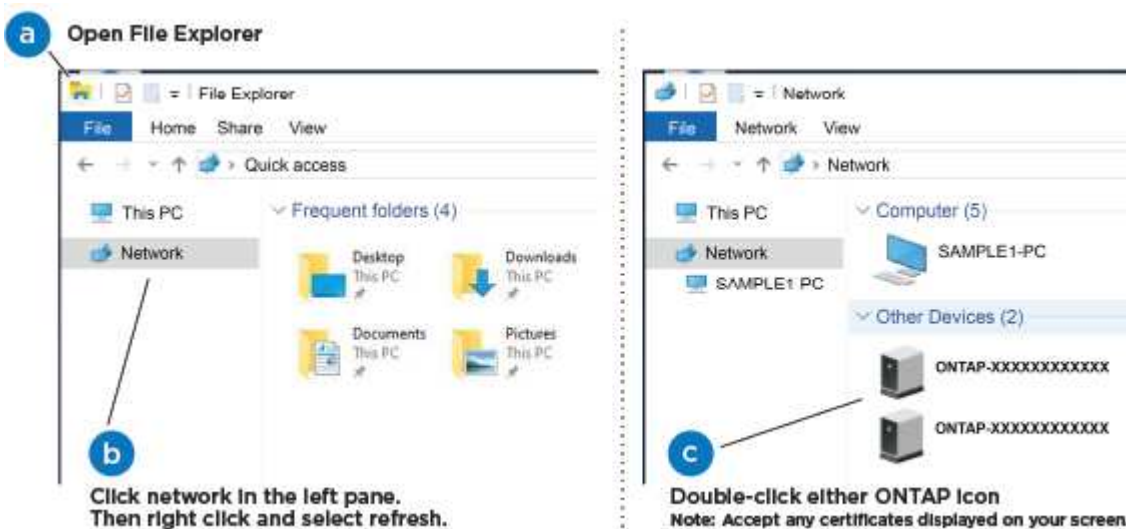 a
Open File Explorer
File Explorer
File Home Share View
Quick access
This PC
Network
Frequent folders (4)
Desktop
This PC
Downloads
This PC
Documents
This PC
Pictures
This PC
b
Click network in the left pane.
Then right click and select refresh.
Network
File Network View
Network
This PC
Network
SAMPLE1 PC
Computer (5)
SAMPLE1-PC
Other Devices (2)
ONTAP-XXXXXXXXXXXX
ONTAP-XXXXXXXXXXXX
c
Double-click either ONTAP icon
Note: Accept any certificates displayed on your screen